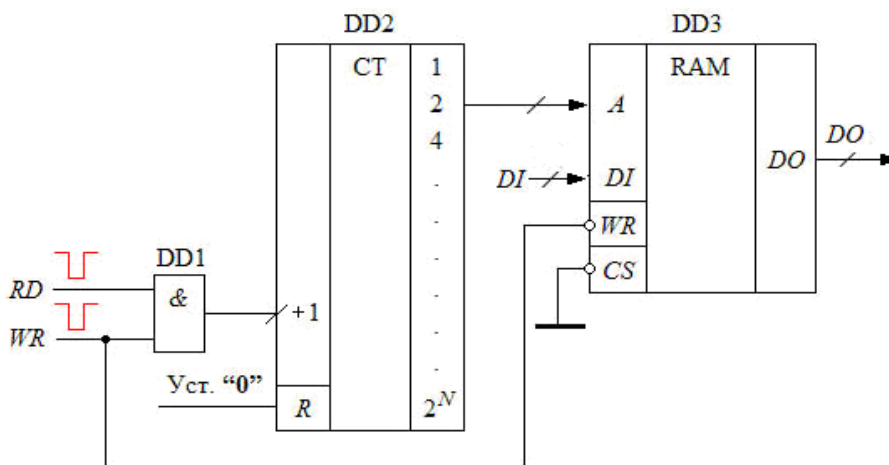 DD2
DD3
CT
1
2
4
2^N
RAM
A
DI
DI
DO
DO
WR
CS
DD1
RD
&
+1
WR
Уст. “0”
R